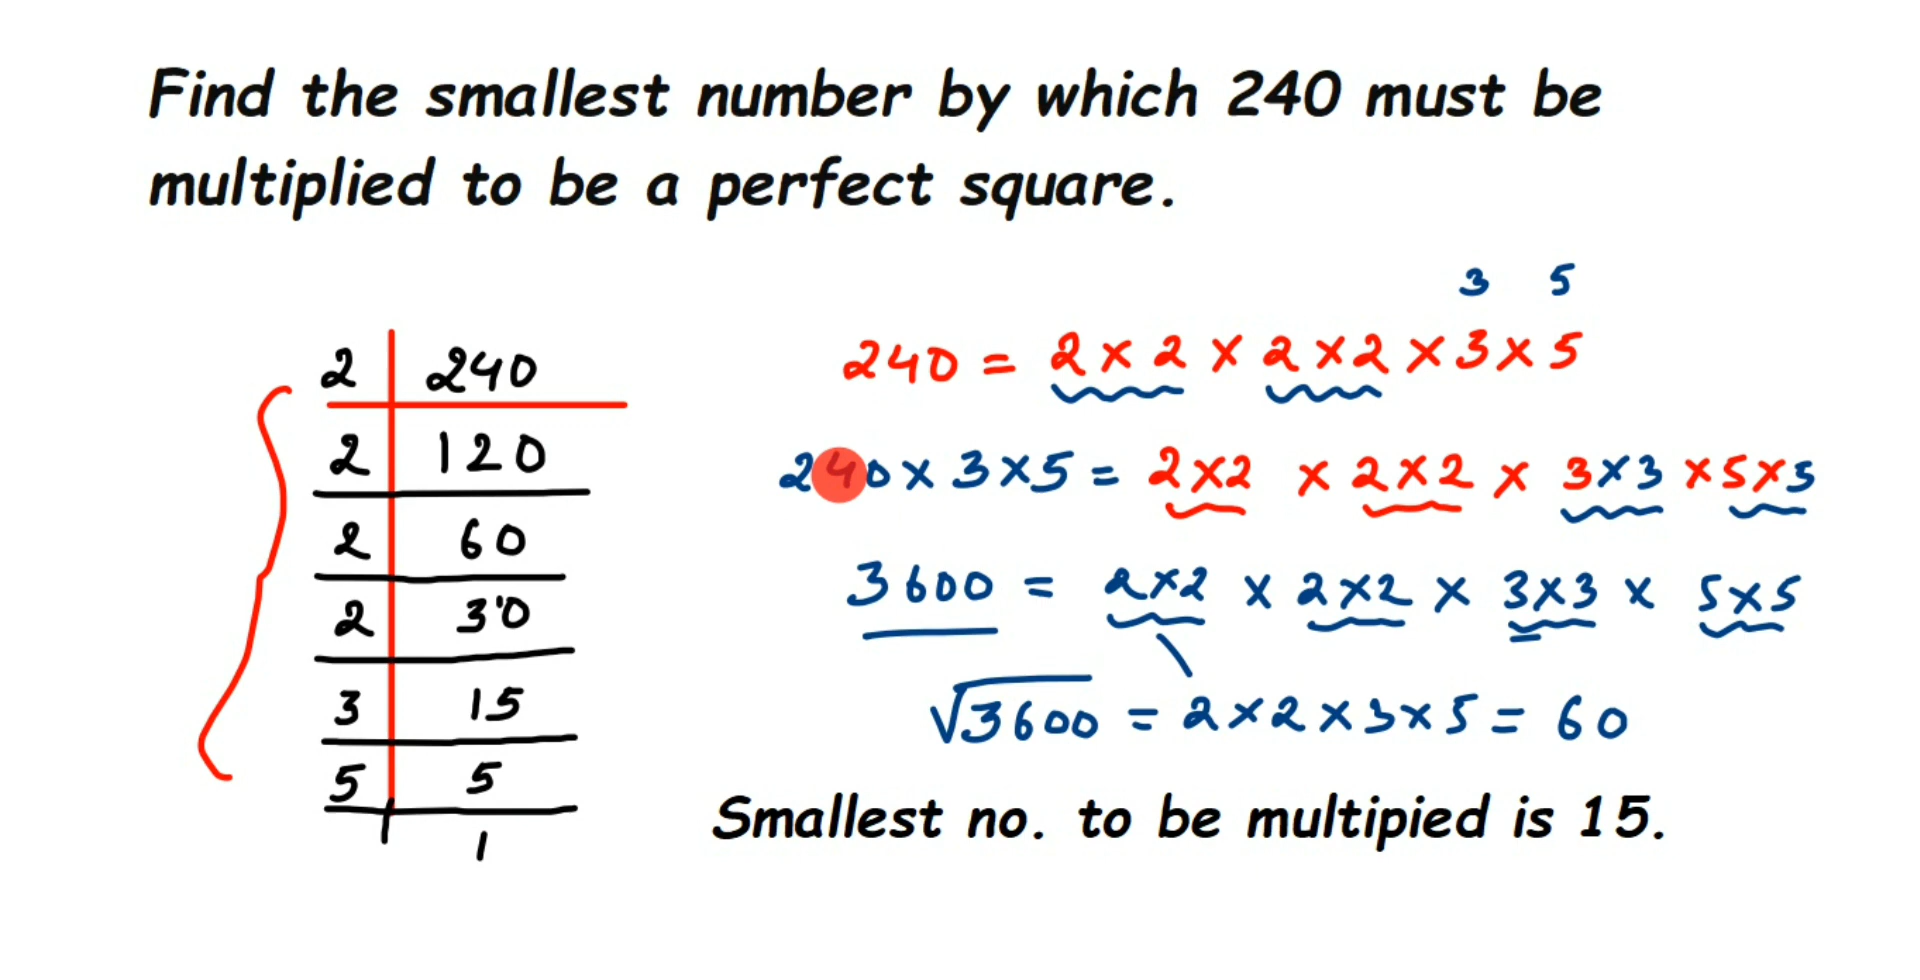 Find the smallest number by which 240 must be
multiplied to be a perfect square.
2 240
2 120
2 60
2 30
3 15
5 5
1
3 5
240 = 2 × 2 × 2 × 2 × 3 × 5
240 × 3 × 5 = 2 × 2 × 2 × 2 × 3 × 3 × 5 × 5
3600 = 2 × 2 × 2 × 2 × 3 × 3 × 5 × 5
√3600 = 2 × 2 × 3 × 5 = 60
Smallest no. to be multipied is 15.